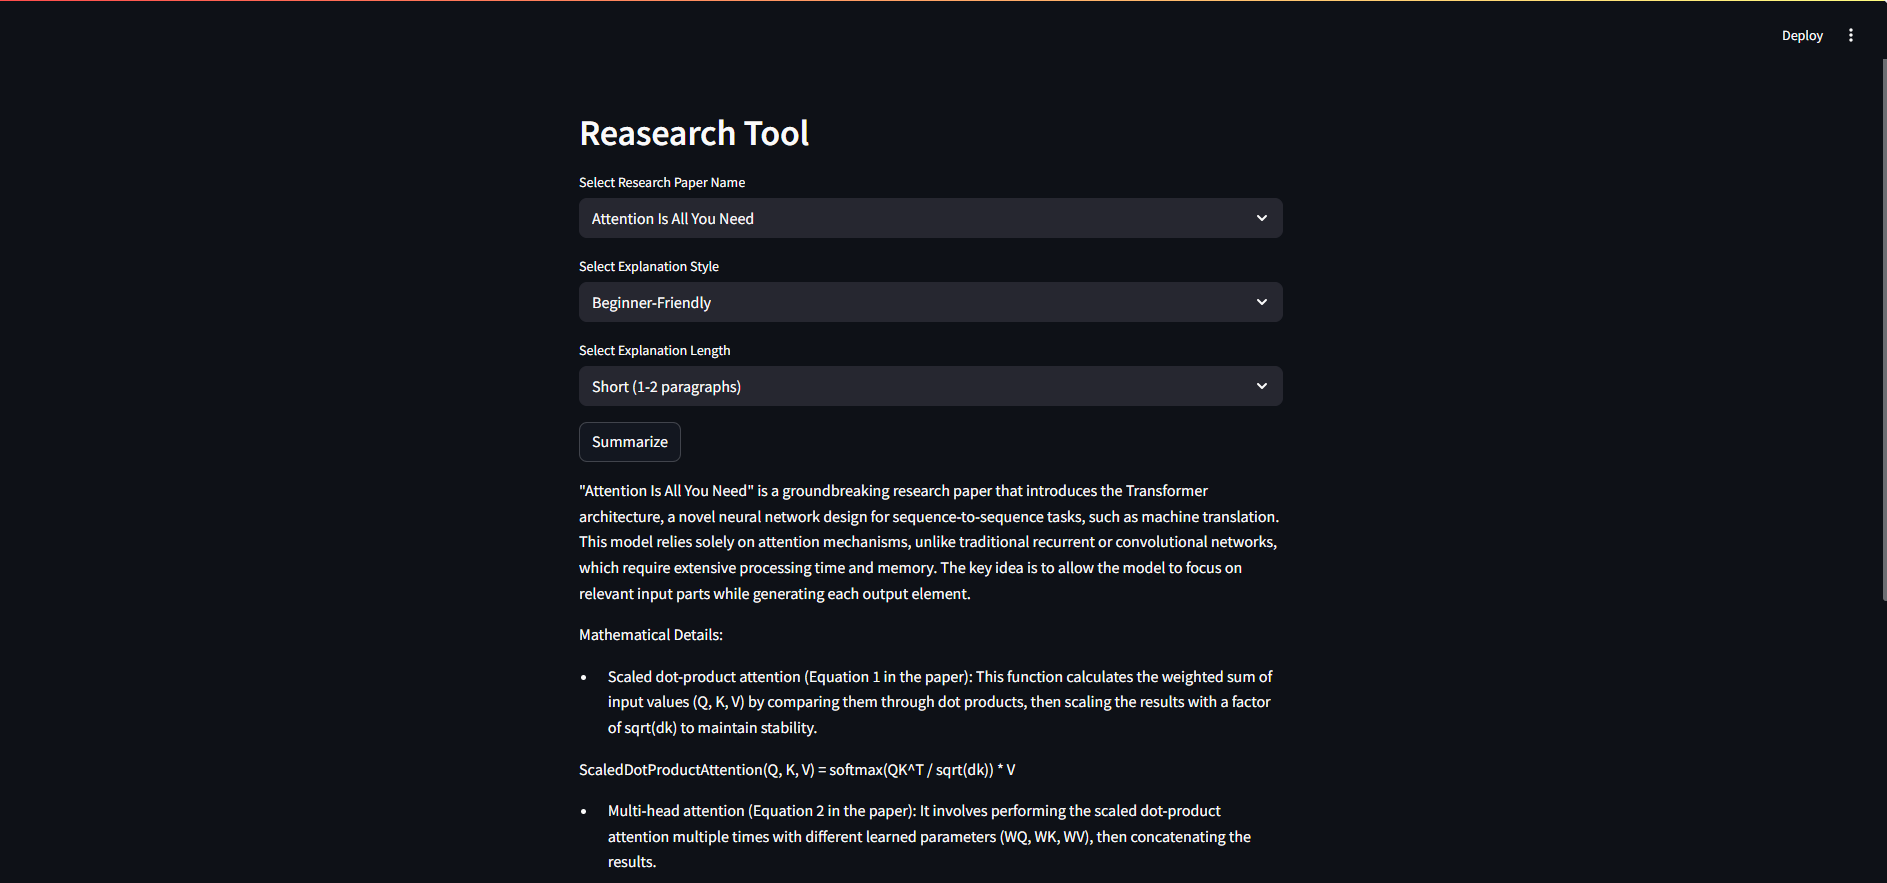 Deploy
Reasearch Tool
Select Research Paper Name
Attention Is All You Need
Select Explanation Style
Beginner-Friendly
Select Explanation Length
Short (1-2 paragraphs)
Summarize
"Attention Is All You Need" is a groundbreaking research paper that introduces the Transformer
architecture, a novel neural network design for sequence-to-sequence tasks, such as machine translation.
This model relies solely on attention mechanisms, unlike traditional recurrent or convolutional networks,
which require extensive processing time and memory. The key idea is to allow the model to focus on
relevant input parts while generating each output element.
Mathematical Details:
• Scaled dot-product attention (Equation 1 in the paper): This function calculates the weighted sum of
input values (Q, K, V) by comparing them through dot products, then scaling the results with a factor
of sqrt(dk) to maintain stability.
ScaledDotProductAttention(Q, K, V) = softmax(QK^T / sqrt(dk)) * V
• Multi-head attention (Equation 2 in the paper): It involves performing the scaled dot-product
attention multiple times with different learned parameters (WQ, WK, WV), then concatenating the
results.